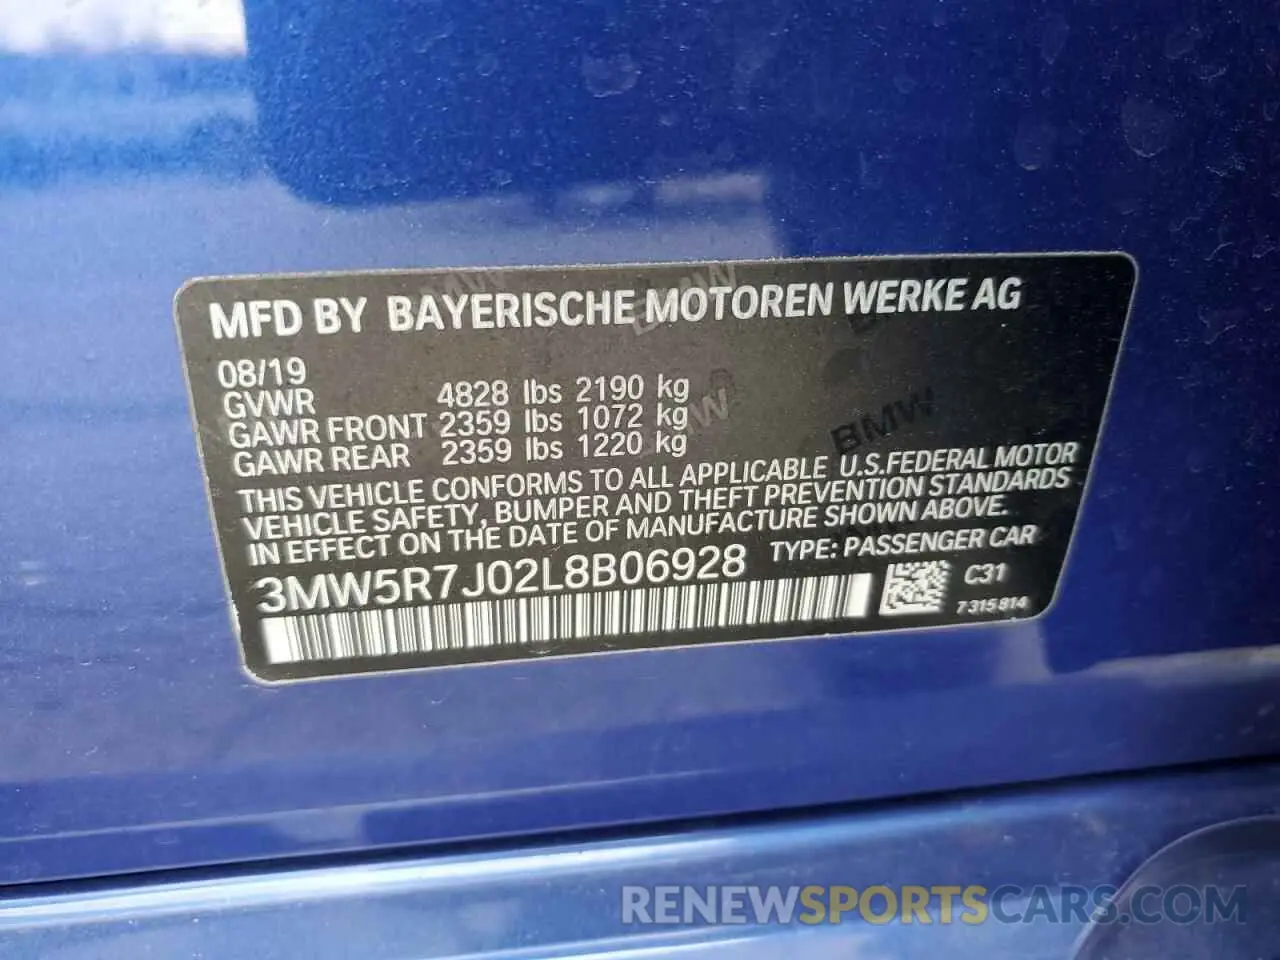 MFD BY BAYERISCHE MOTOREN WERKE AG
08/19
GVWR 4828 lbs 2190 kg
GAWR FRONT 2359 lbs 1072 kg
GAWR REAR 2359 lbs 1220 kg
THIS VEHICLE CONFORMS TO ALL APPLICABLE U.S.FEDERAL MOTOR
VEHICLE SAFETY, BUMPER AND THEFT PREVENTION STANDARDS
IN EFFECT ON THE DATE OF MANUFACTURE SHOWN ABOVE.
3MW5R7J02L8B06928 TYPE: PASSENGER CAR
C31
7315814
BMW
RENEWSPORTSCARS.COM